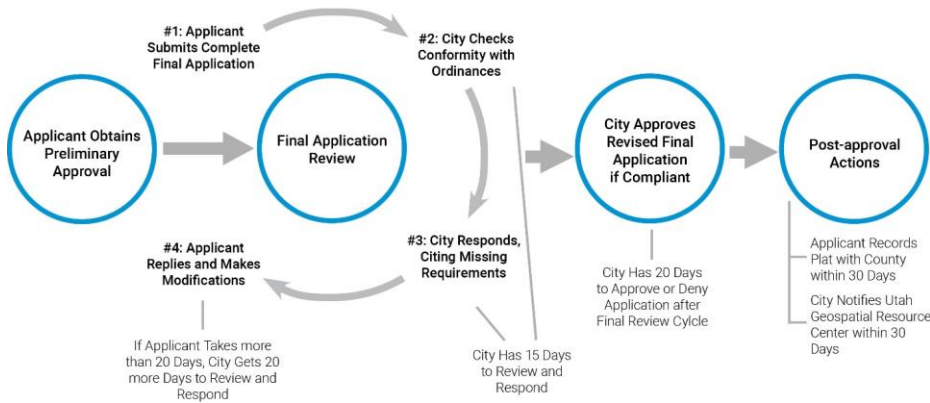 #1: Applicant
Submits Complete
Final Application
#2: City Checks
Conformity with
Ordinances
Applicant Obtains
Preliminary
Approval
Final Application
Review
City Approves
Revised Final
Application
if Compliant
Post-approval
Actions
#4: Applicant
Replies and Makes
Modifications
#3: City Responds,
Citing Missing
Requirements
If Applicant Takes more
than 20 Days, City Gets 20
more Days to Review and
Respond
City Has 15 Days
to Review and
Respond
City Has 20 Days
to Approve or Deny
Application after
Final Review Cylcle
Applicant Records
Plat with County
within 30 Days
City Notifies Utah
Geospatial Resource
Center within 30
Days